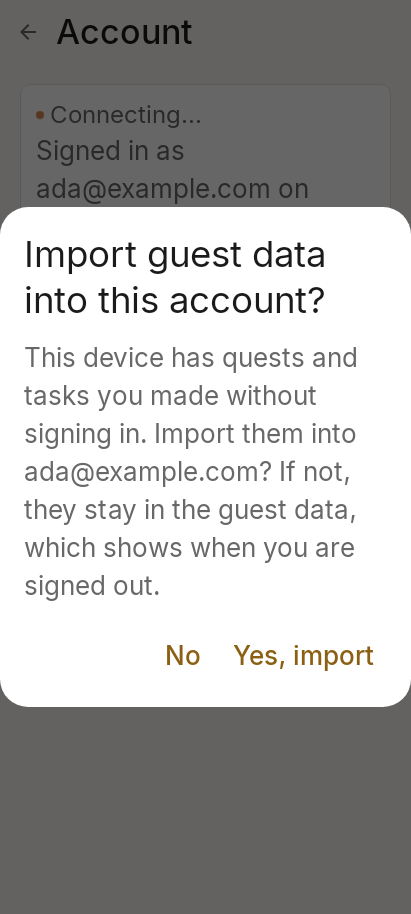 Account
Connecting...
Signed in as
ada@example.com on
Import guest data
into this account?
This device has quests and
tasks you made without
signing in. Import them into
ada@example.com? If not,
they stay in the guest data,
which shows when you are
signed out.
No Yes, import